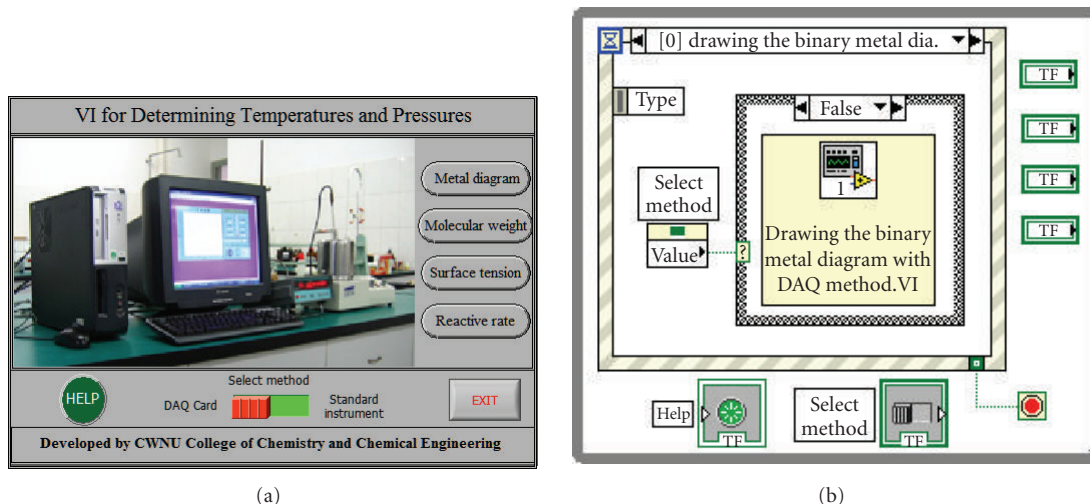 VI for Determining Temperatures and Pressures
Metal diagram
Molecular weight
Surface tension
Reactive rate
HELP
Select method
DAQ Card
Standard
instrument
EXIT
Developed by CWNU College of Chemistry and Chemical Engineering
(a)
[0] drawing the binary metal dia.
Type
False
1
Select
method
Value
?
Drawing the binary
metal diagram with
DAQ method.VI
TF
TF
TF
TF
Help
TF
Select
method
TF
(b)